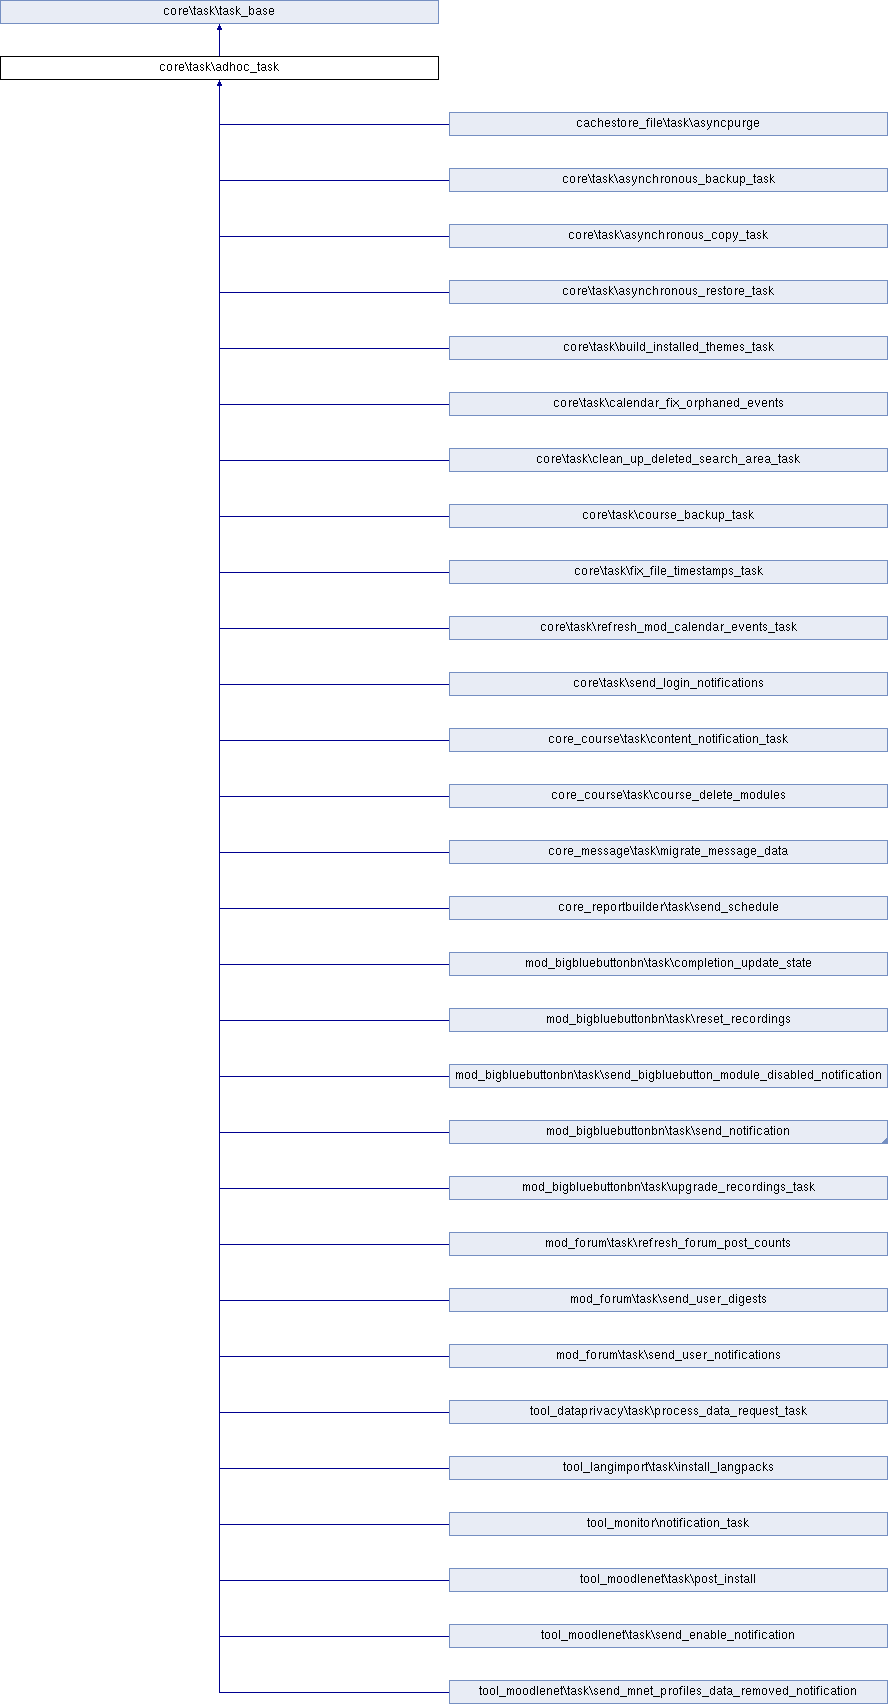 core\task\task_base
core\task\adhoc_task
cachestore_file\task\asyncpurge
core\task\asynchronous_backup_task
core\task\asynchronous_copy_task
core\task\asynchronous_restore_task
core\task\build_installed_themes_task
core\task\calendar_fix_orphaned_events
core\task\clean_up_deleted_search_area_task
core\task\course_backup_task
core\task\fix_file_timestamps_task
core\task\refresh_mod_calendar_events_task
core\task\send_login_notifications
core_course\task\content_notification_task
core_course\task\course_delete_modules
core_message\task\migrate_message_data
core_reportbuilder\task\send_schedule
mod_bigbluebuttonbn\task\completion_update_state
mod_bigbluebuttonbn\task\reset_recordings
mod_bigbluebuttonbn\task\send_bigbluebutton_module_disabled_notification
mod_bigbluebuttonbn\task\send_notification
mod_bigbluebuttonbn\task\upgrade_recordings_task
mod_forum\task\refresh_forum_post_counts
mod_forum\task\send_user_digests
mod_forum\task\send_user_notifications
tool_dataprivacy\task\process_data_request_task
tool_langimport\task\install_langpacks
tool_monitor\notification_task
tool_moodlenet\task\post_install
tool_moodlenet\task\send_enable_notification
tool_moodlenet\task\send_mnet_profiles_data_removed_notification